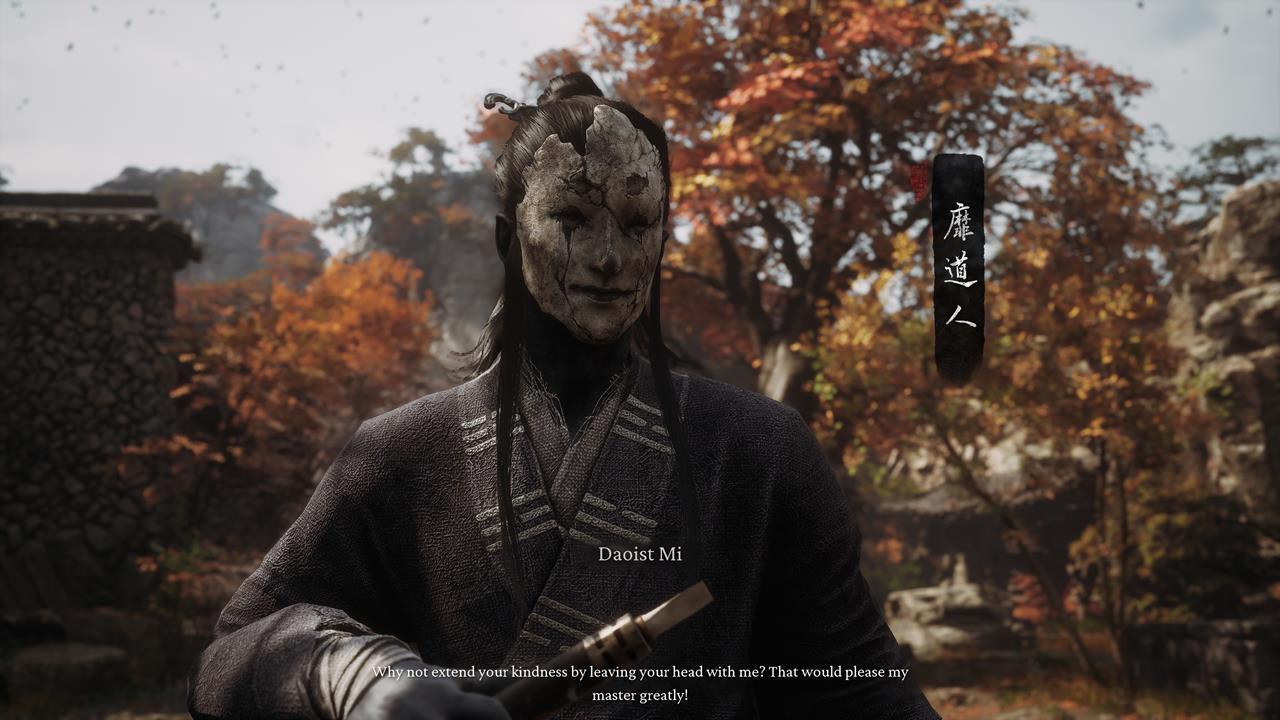 靡道人
Daoist Mi
Why not extend your kindness by leaving your head with me? That would please my
master greatly!